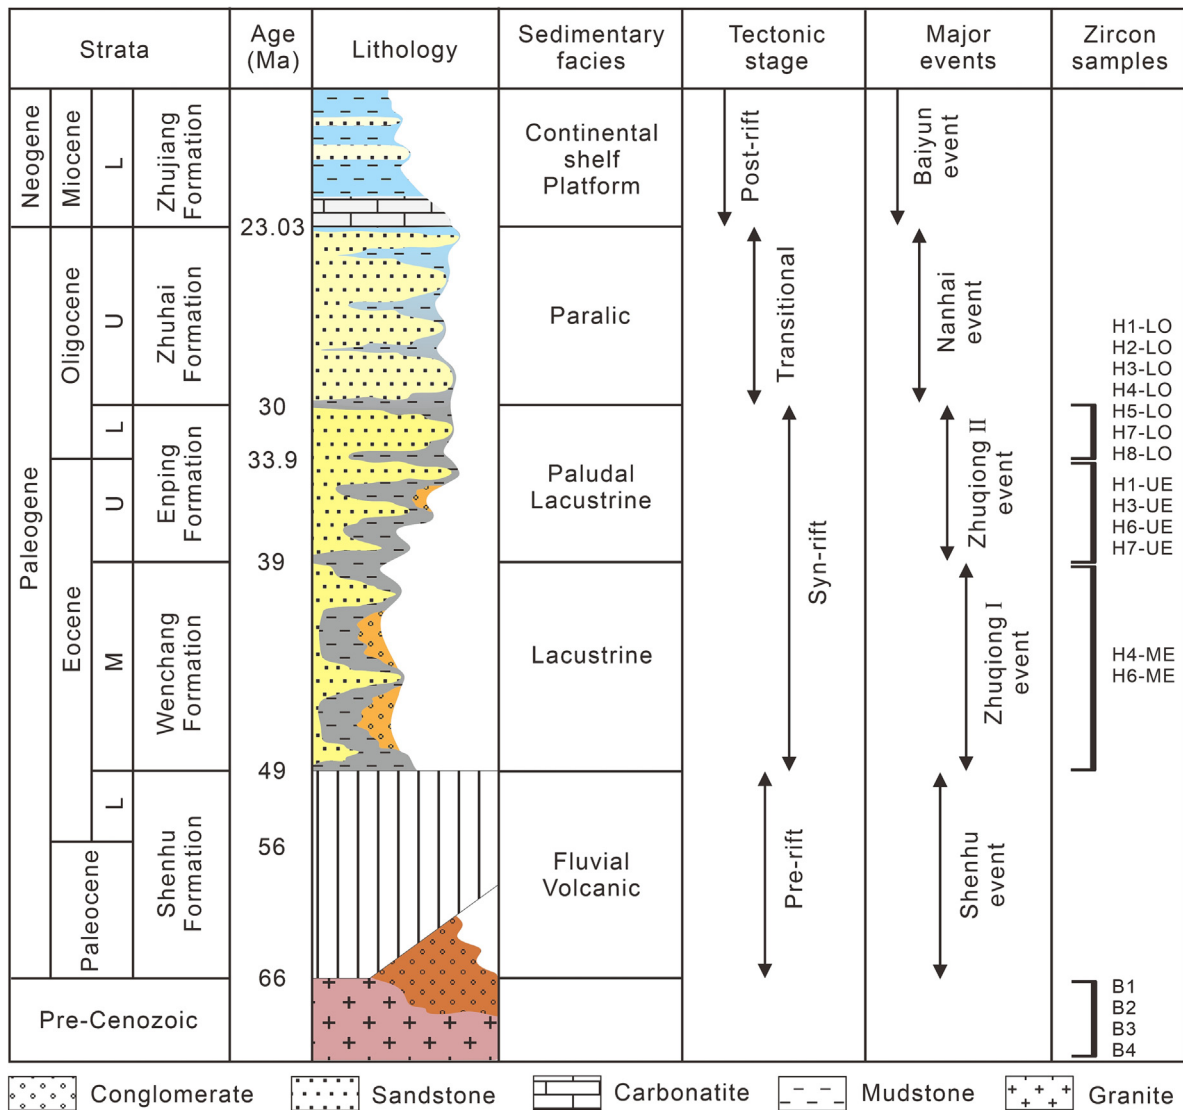 Strata
Age
(Ma)
Lithology
Sedimentary
facies
Tectonic
stage
Major
events
Zircon
samples
Neogene
Miocene
L
Zhujiang
Formation
Continental
shelf
Platform
Post-rift
Baiyun
event
23.03
Paleogene
Oligocene
U
Zhuhai
Formation
Paralic
Transitional
Nanhai
event
30
L
Enping
Formation
33.9
Paludal
Lacustrine
Syn-rift
Zhuqiong II
event
H1-LO
H2-LO
H3-LO
H4-LO
H5-LO
H7-LO
H8-LO
Eocene
U
H1-UE
H3-UE
H6-UE
H7-UE
39
M
Wenchang
Formation
Lacustrine
Zhuqiong I
event
H4-ME
H6-ME
49
L
Shenhu
Formation
56
Fluvial
Volcanic
Pre-rift
Shenhu
event
Paleocene
66
Pre-Cenozoic
B1
B2
B3
B4
Conglomerate
Sandstone
Carbonatite
Mudstone
Granite